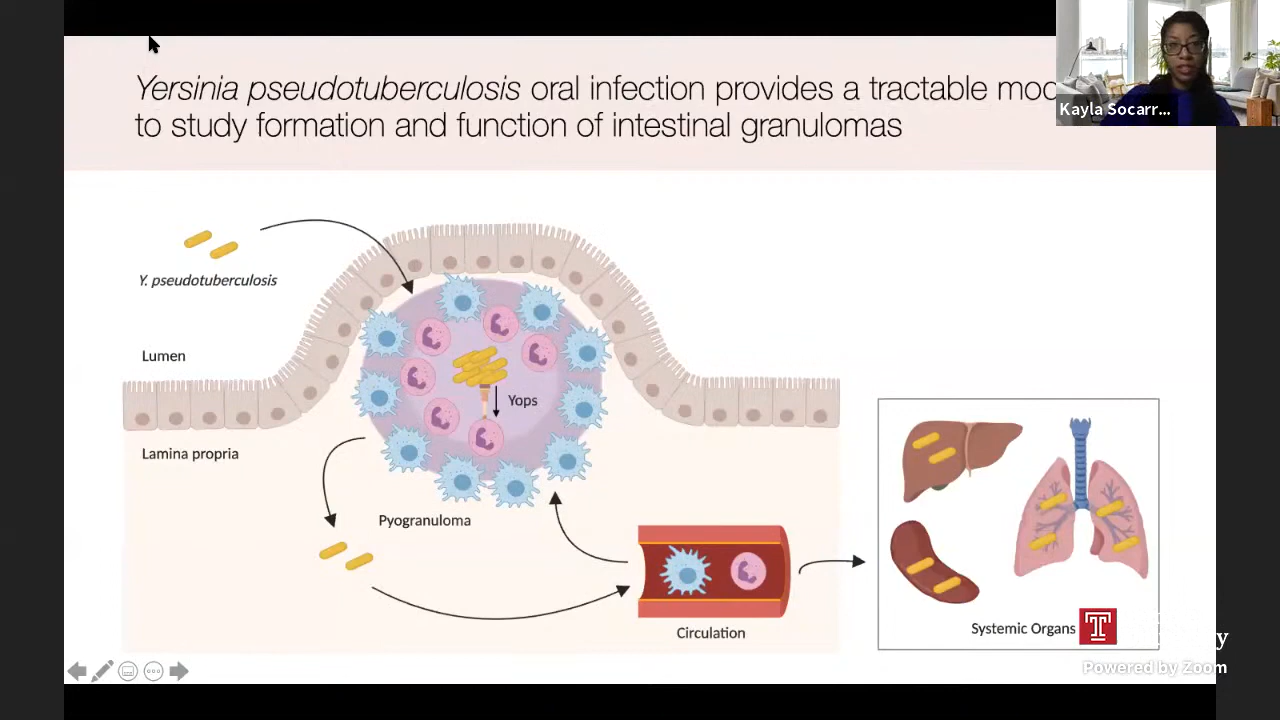 Yersinia pseudotuberculosis oral infection provides a tractable
to study formation and function of intestinal granulomas
Kayla Socarr...
Y. pseudotuberculosis
Lumen
Yops
Lamina propria
Pyogranuloma
Circulation
Systemic Organs
T
Powered by Zoom